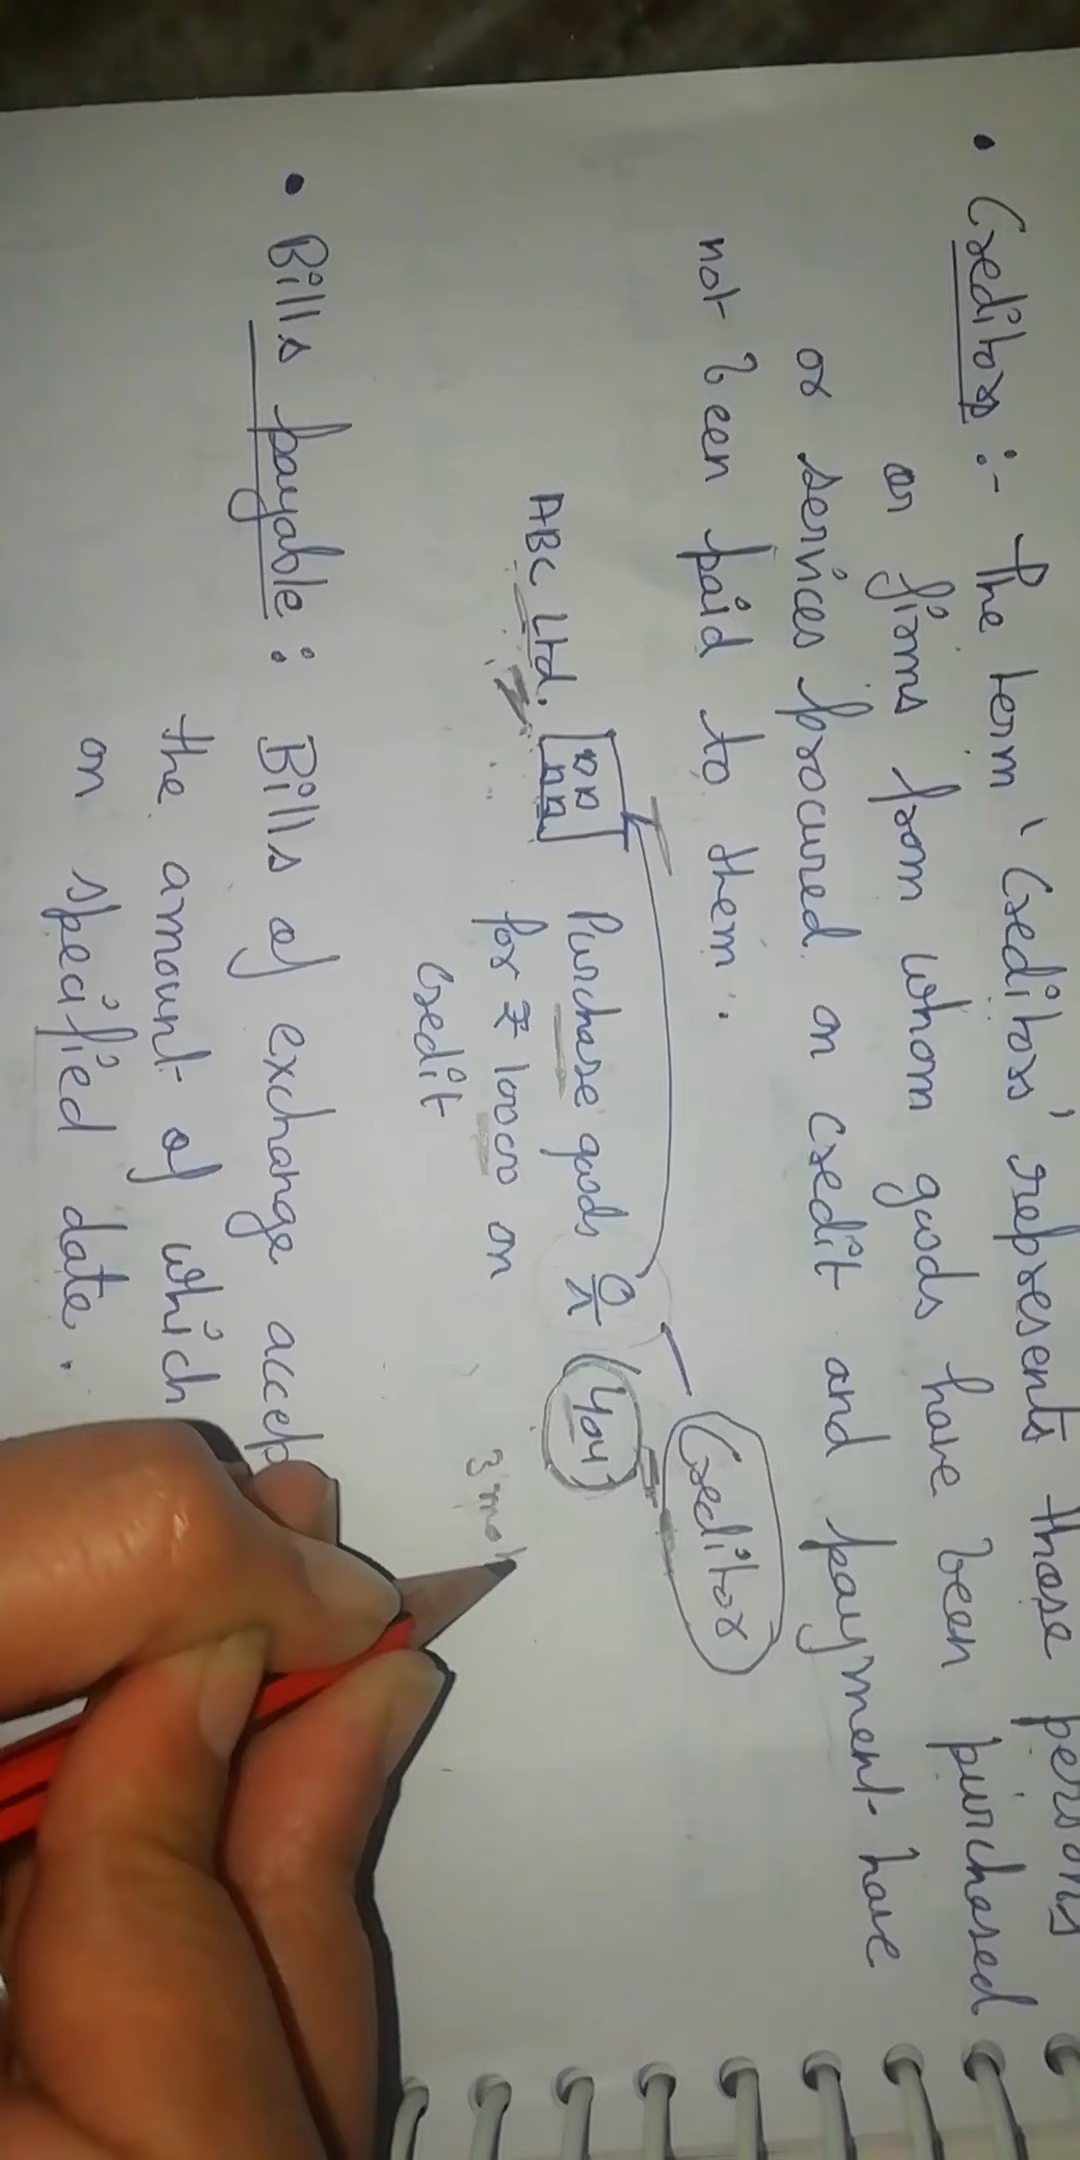 • Creditors :- The term 'Creditors' represents those persons
or firms from whom goods have been purchased
or services procured on credit and payment have
not been paid to them.
Creditor
ABC Ltd. Purchase goods (You)
for ₹ 10000 on
Credit
• Bills payable : Bills of exchange
the amount of which
on specified date.